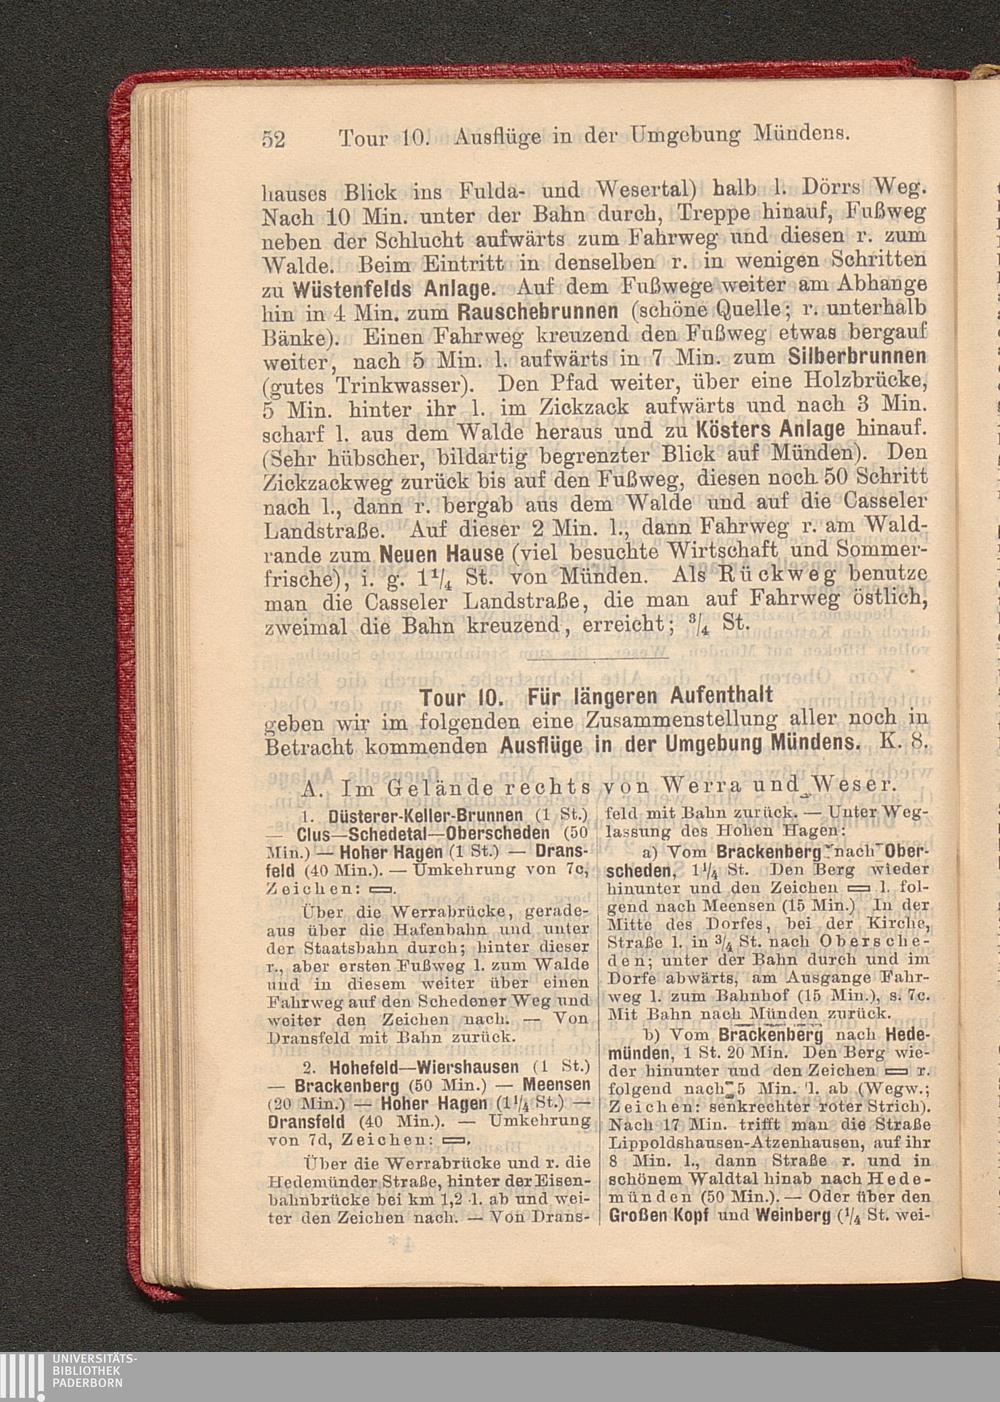 52 Tour 10. Ausflüge in der Umgebung Mündens.
hauses Blick ins Fulda- und Wesertal) halb l. Dörrs Weg.
Nach 10 Min. unter der Bahn durch, Treppe hinauf, Fußweg
neben der Schlucht aufwärts zum Fahrweg und diesen r. zum
Walde. Beim Eintritt in denselben r. in wenigen Schritten
zu Wüstenfelds Anlage. Auf dem Fußwege weiter am Abhange
hin in 4 Min. zum Rauschebrunnen (schöne Quelle; r. unterhalb
Bänke). Einen Fahrweg kreuzend den Fußweg etwas bergauf
weiter, nach 5 Min. l. aufwärts in 7 Min. zum Silberbrunnen
(gutes Trinkwasser). Den Pfad weiter, über eine Holzbrücke,
5 Min. hinter ihr l. im Zickzack aufwärts und nach 3 Min.
scharf l. aus dem Walde heraus und zu Kösters Anlage hinauf.
(Sehr hübscher, bildartig begrenzter Blick auf Münden). Den
Zickzackweg zurück bis auf den Fußweg, diesen noch 50 Schritt
nach l., dann r. bergab aus dem Walde und auf die Casseler
Landstraße. Auf dieser 2 Min. l., dann Fahrweg r. am Wald-
rande zum Neuen Hause (viel besuchte Wirtschaft und Sommer-
frische), i. g. 1¼ St. von Münden. Als Rückweg benutze
man die Casseler Landstraße, die man auf Fahrweg östlich,
zweimal die Bahn kreuzend, erreicht; ¾ St.
Tour 10. Für längeren Aufenthalt
geben wir im folgenden eine Zusammenstellung aller noch in
Betracht kommenden Ausflüge in der Umgebung Mündens. K. 8.
A. Im Gelände rechts von Werra und Weser.
1. Düsterer-Keller-Brunnen (1 St.)
— Clus—Schedetal—Oberscheden (50
Min.) — Hoher Hagen (1 St.) — Drans-
feld (40 Min.). — Umkehrung von 7c,
Zeichen: ▭.
Über die Werrabrücke, gerade-
aus über die Hafenbahn und unter
der Staatsbahn durch; hinter dieser
r., aber ersten Fußweg l. zum Walde
und in diesem weiter über einen
Fahrweg auf den Schedener Weg und
weiter den Zeichen nach. — Von
Dransfeld mit Bahn zurück.
2. Hohefeld—Wiershausen (1 St.)
— Brackenberg (50 Min.) — Meensen
(20 Min.) — Hoher Hagen (1¼ St.) —
Dransfeld (40 Min.). — Umkehrung
von 7d, Zeichen: ▭.
Über die Werrabrücke und r. die
Hedemünder Straße, hinter der Eisen-
bahnbrücke bei km 1,2 l. ab und wei-
ter den Zeichen nach. — Von Drans-
feld mit Bahn zurück. — Unter Weg-
lassung des Hohen Hagen:
a) Vom Brackenberg nach Ober-
scheden, 1¼ St. Den Berg wieder
hinunter und den Zeichen ▭ l. fol-
gend nach Meensen (15 Min.) In der
Mitte des Dorfes, bei der Kirche,
Straße l. in ¾ St. nach Obersche-
den; unter der Bahn durch und im
Dorfe abwärts, am Ausgange Fahr-
weg l. zum Bahnhof (15 Min.), s. 7c.
Mit Bahn nach Münden zurück.
b) Vom Brackenberg nach Hede-
münden, 1 St. 20 Min. Den Berg wie-
der hinunter und den Zeichen ▭ r.
folgend nach 5 Min. l. ab (Wegw.;
Zeichen: senkrechter roter Strich).
Nach 17 Min. trifft man die Straße
Lippoldshausen-Atzenhausen, auf ihr
8 Min. l., dann Straße r. und in
schönem Waldtal hinab nach Hede-
münden (50 Min.). — Oder über den
Großen Kopf und Weinberg (¼ St. wei-
UNIVERSITÄTS-
BIBLIOTHEK
PADERBORN